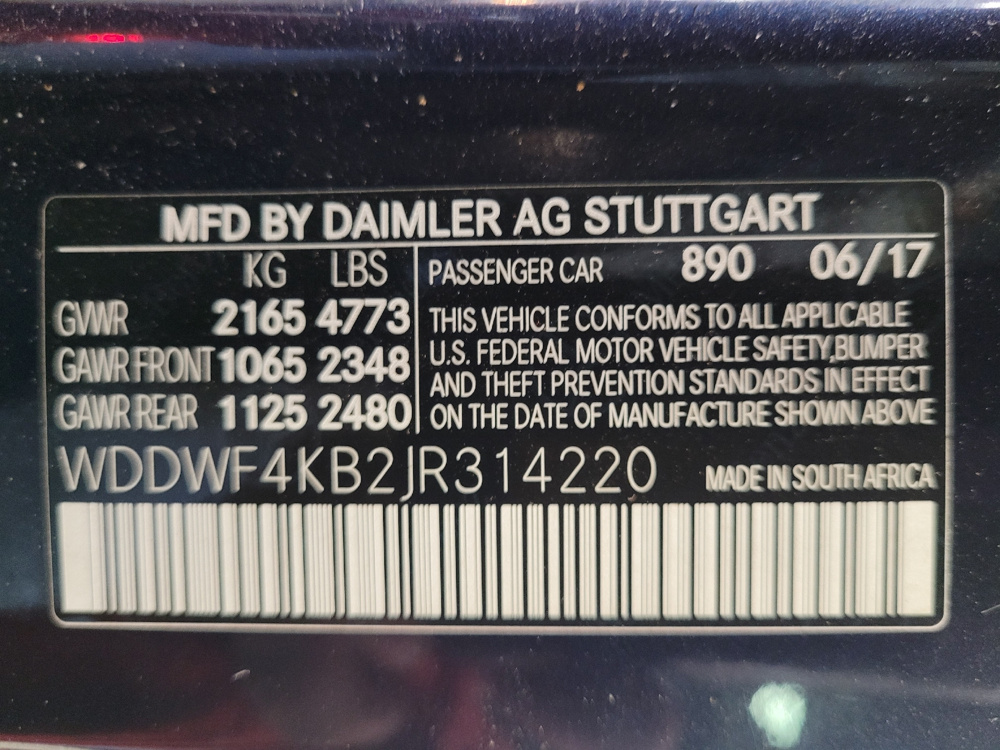 MFD BY DAIMLER AG STUTTGART
KG LBS
GVWR 2165 4773
GAWR FRONT 1065 2348
GAWR REAR 1125 2480
PASSENGER CAR 890 06/17
THIS VEHICLE CONFORMS TO ALL APPLICABLE
U.S. FEDERAL MOTOR VEHICLE SAFETY,BUMPER
AND THEFT PREVENTION STANDARDS IN EFFECT
ON THE DATE OF MANUFACTURE SHOWN ABOVE
WDDWF4KB2JR314220 MADE IN SOUTH AFRICA